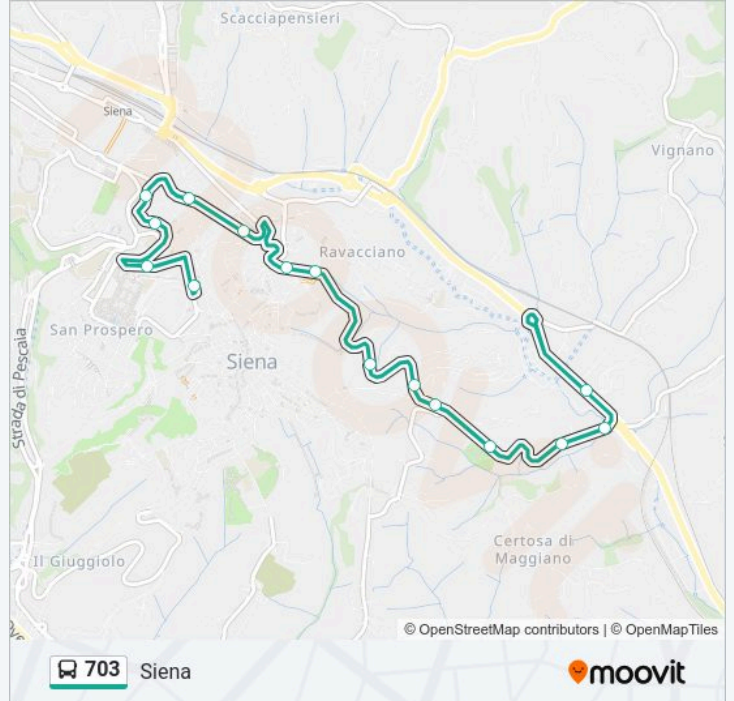 Scacciapensieri
Siena
Vignano
Ravacciano
San Prospero
Siena
Strada di Pescaia
Certosa di
Maggiano
Il Giuggiolo
© OpenStreetMap contributors | © OpenMapTiles
703 Siena
moovit